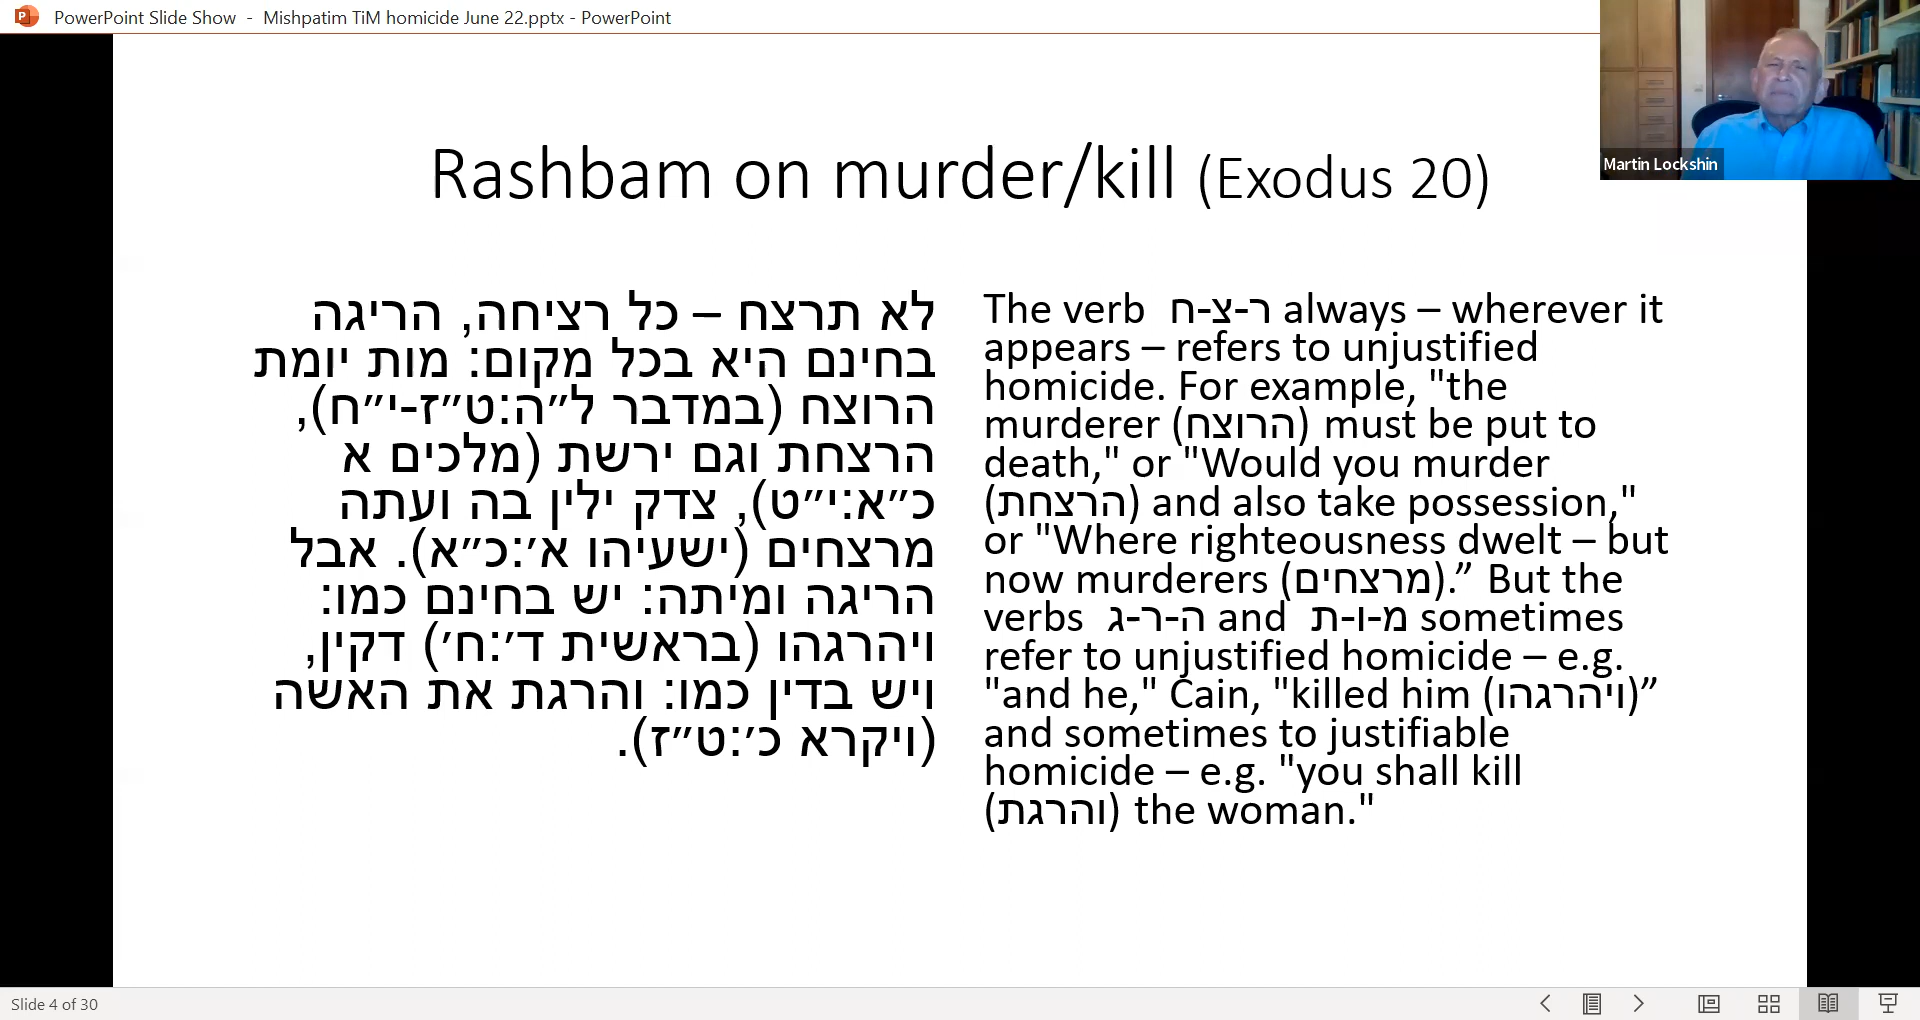 PowerPoint Slide Show - Mishpatim TiM homicide June 22.pptx - PowerPoint
Martin Lockshin
Rashbam on murder/kill (Exodus 20)
לא תרצח – כל רציחה, הריגה
בחינם היא בכל מקום: מות יומת
הרוצח (במדבר ל״ה:ט״ז-י״ח),
הרצחת וגם ירשת (מלכים א
כ״א:י״ט), צדק ילין בה ועתה
מרצחים (ישעיהו א׳:כ״א). אבל
הריגה ומיתה: יש בחינם כמו:
ויהרגהו (בראשית ד׳:ח׳) דקין,
ויש בדין כמו: והרגת את האשה
(ויקרא כ׳:ט״ז).
The verb ר-צ-ח always – wherever it
appears – refers to unjustified
homicide. For example, "the
murderer (הרוצח) must be put to
death," or "Would you murder
(הרצחת) and also take possession,"
or "Where righteousness dwelt – but
now murderers (מרצחים).” But the
verbs ה-ר-ג and מ-ו-ת sometimes
refer to unjustified homicide – e.g.
"and he," Cain, "killed him (ויהרגהו)”
and sometimes to justifiable
homicide – e.g. "you shall kill
(והרגת) the woman."
Slide 4 of 30